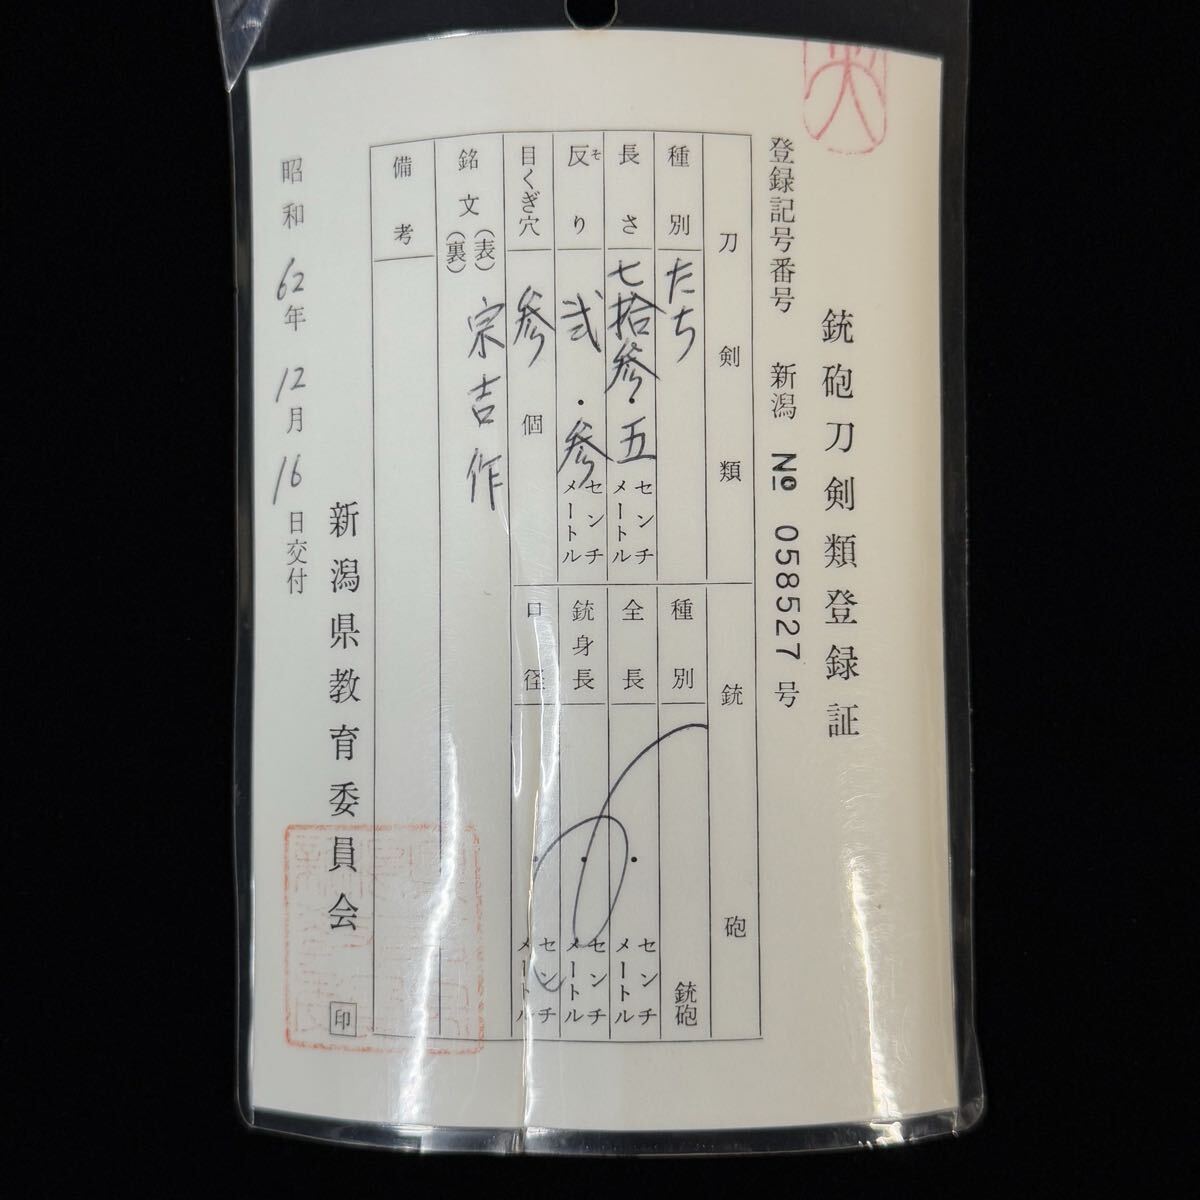 銃砲刀剣類登録証
登録記号番号 新潟 No 058527 号
刀剣類
銃砲
種別 たち
種別 銃砲
長さ 七拾参.五 センチメートル
全長 . センチメートル
反り そ 弐.参 センチメートル
銃身長 . センチメートル
目くぎ穴 参 個
口径 . センチメートル
銘文 (表) (裏) 宗吉作
備考
新潟県教育委員会 印
昭和 62年 12月 16日交付